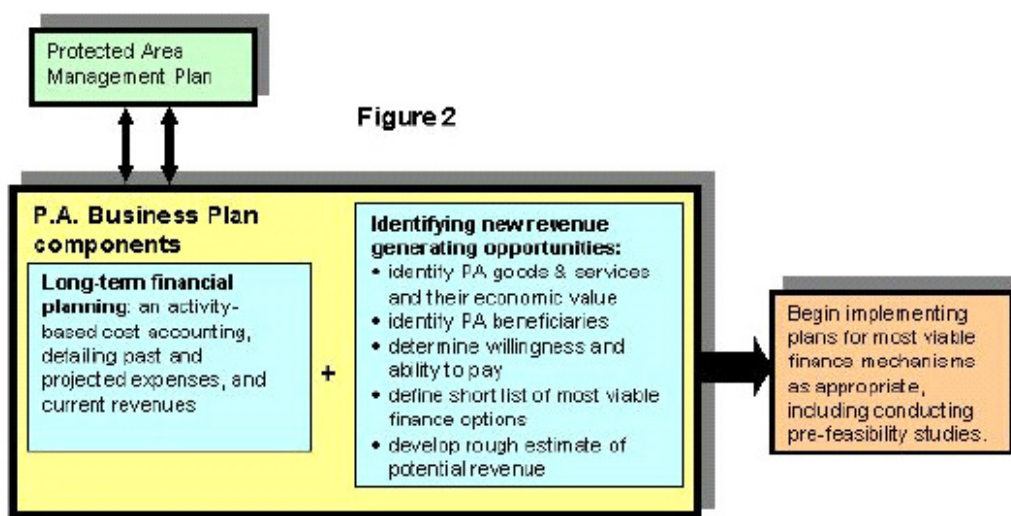 Protected Area
Management Plan
Figure 2
P.A. Business Plan
components
Long-term financial
planning: an activity-
based cost accounting,
detailing past and
projected expenses, and
current revenues
+
Identifying new revenue
generating opportunities:
• identity PA goods & services
and their economic value
• identity PA beneficiaries
• determine willingness and
ability to pay
• define short list of most viable
finance options
• develop rough estimate of
potential revenue
Begin implementing
plans for most viable
finance mechanisms
as appropriate,
including conducting
pre-feasibility studies.